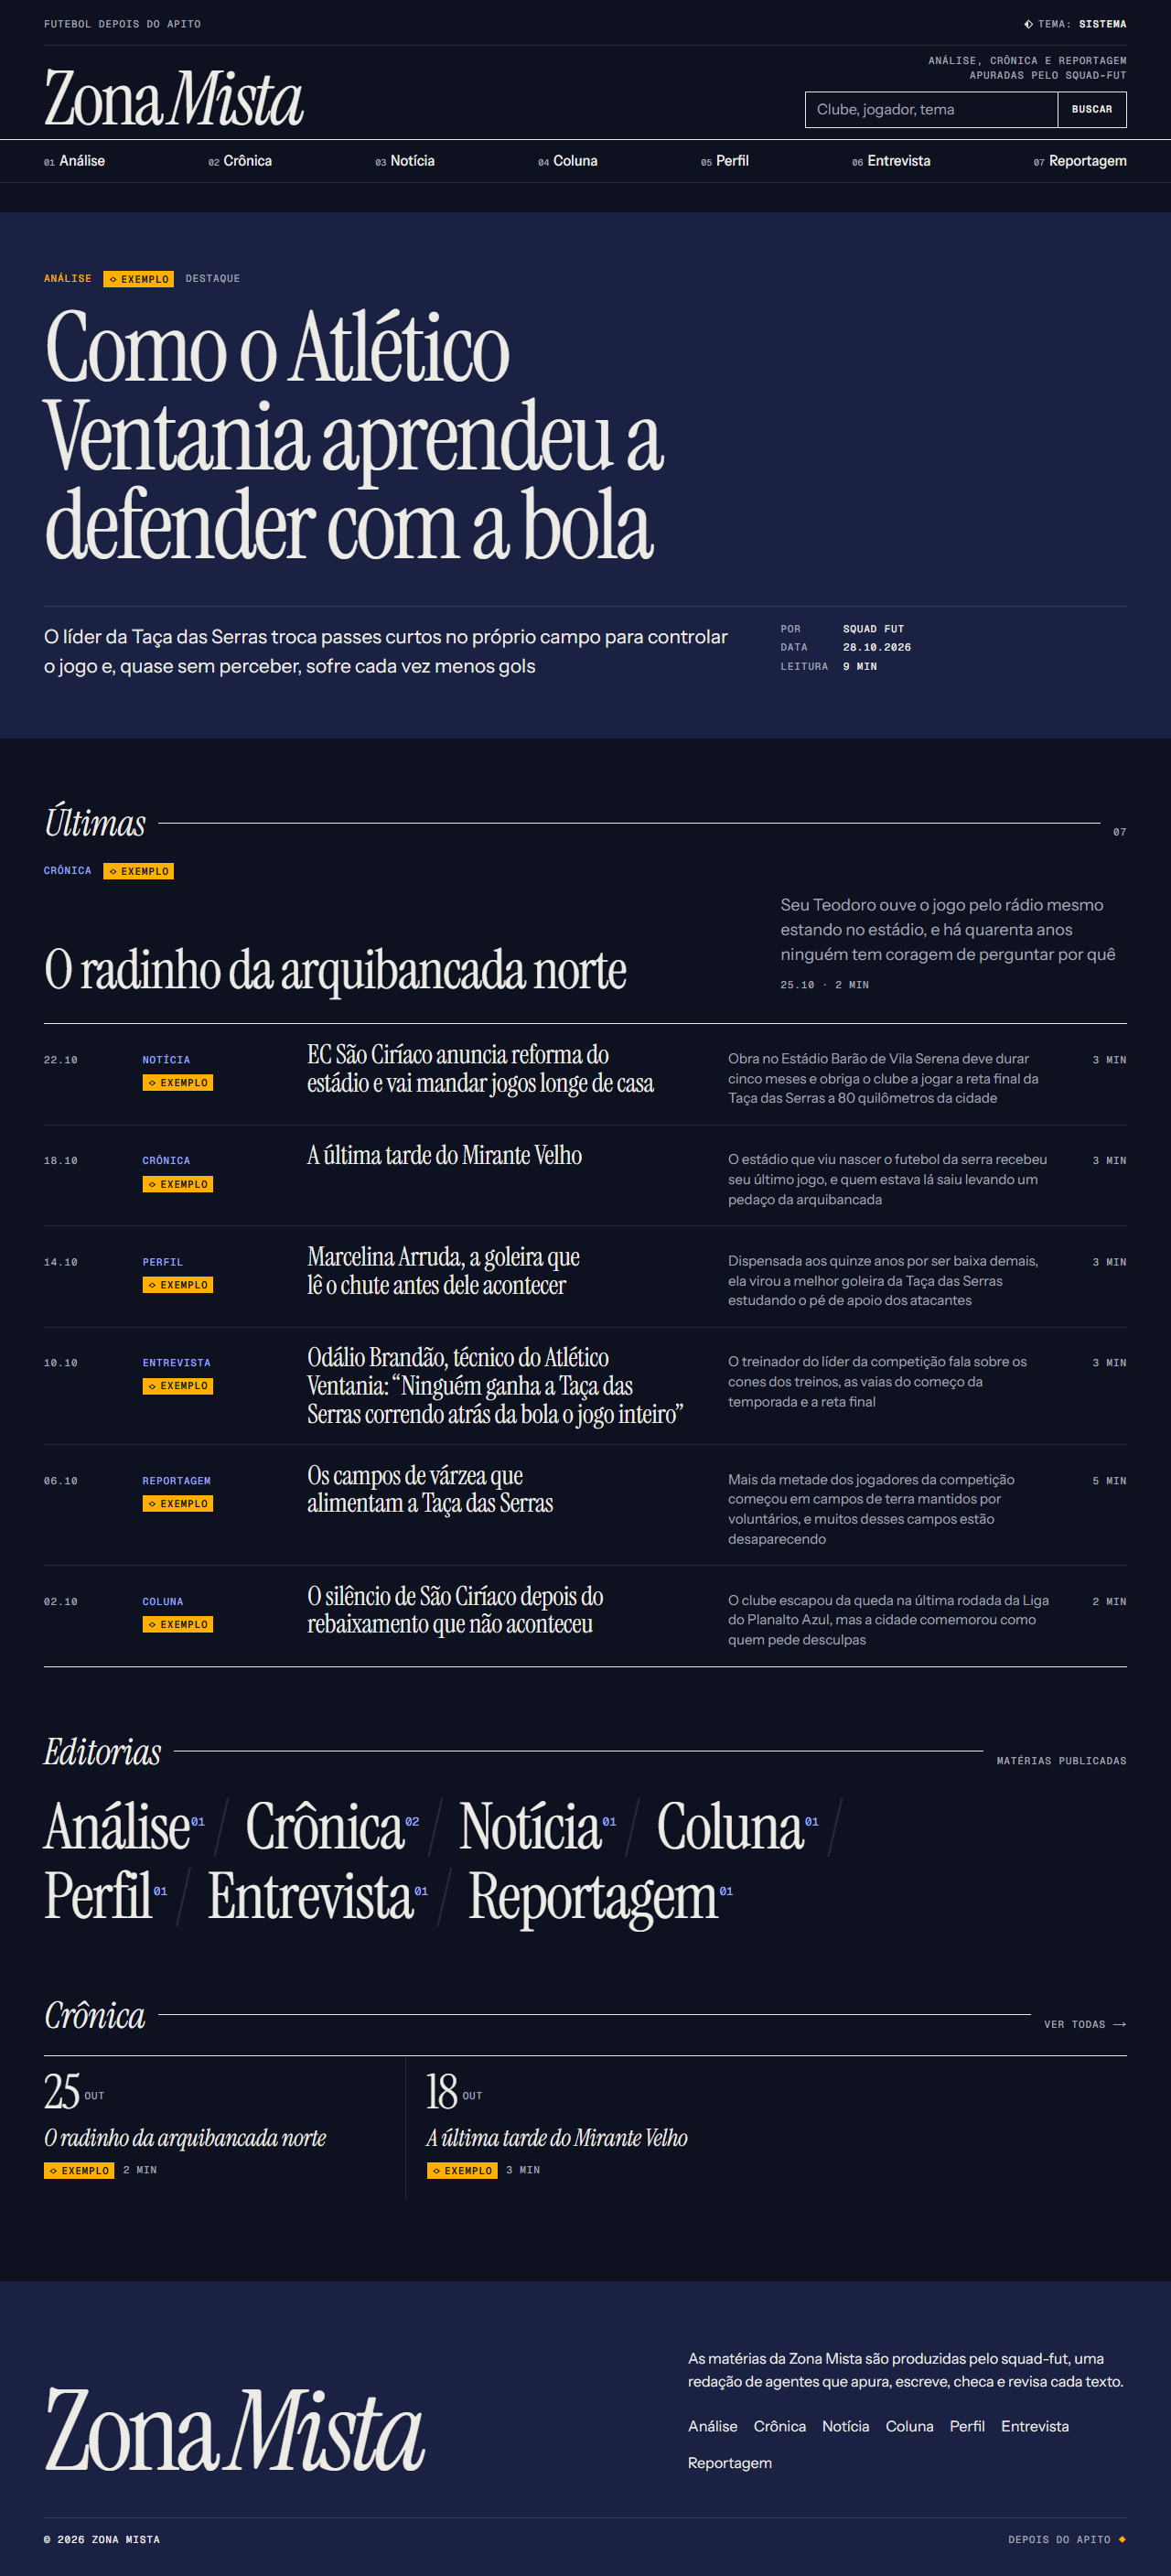 FUTEBOL DEPOIS DO APITO
TEMA: SISTEMA
Zona Mista
ANÁLISE, CRÔNICA E REPORTAGEM
APURADAS PELO SQUAD-FUT
Clube, jogador, tema
BUSCAR
01 Análise
02 Crônica
03 Notícia
04 Coluna
05 Perfil
06 Entrevista
07 Reportagem
ANÁLISE EXEMPLO DESTAQUE
Como o Atlético
Ventania aprendeu a
defender com a bola
O líder da Taça das Serras troca passes curtos no próprio campo para controlar
o jogo e, quase sem perceber, sofre cada vez menos gols
POR SQUAD FUT
DATA 28.10.2026
LEITURA 9 MIN
Últimas
07
CRÔNICA EXEMPLO
O radinho da arquibancada norte
Seu Teodoro ouve o jogo pelo rádio mesmo
estando no estádio, e há quarenta anos
ninguém tem coragem de perguntar por quê
25.10 · 2 MIN
22.10
NOTÍCIA
EXEMPLO
EC São Ciríaco anuncia reforma do
estádio e vai mandar jogos longe de casa
Obra no Estádio Barão de Vila Serena deve durar
cinco meses e obriga o clube a jogar a reta final da
Taça das Serras a 80 quilômetros da cidade
3 MIN
18.10
CRÔNICA
EXEMPLO
A última tarde do Mirante Velho
O estádio que viu nascer o futebol da serra recebeu
seu último jogo, e quem estava lá saiu levando um
pedaço da arquibancada
3 MIN
14.10
PERFIL
EXEMPLO
Marcelina Arruda, a goleira que
lê o chute antes dele acontecer
Dispensada aos quinze anos por ser baixa demais,
ela virou a melhor goleira da Taça das Serras
estudando o pé de apoio dos atacantes
3 MIN
10.10
ENTREVISTA
EXEMPLO
Odálio Brandão, técnico do Atlético
Ventania: “Ninguém ganha a Taça das
Serras correndo atrás da bola o jogo inteiro”
O treinador do líder da competição fala sobre os
cones dos treinos, as vaias do começo da
temporada e a reta final
3 MIN
06.10
REPORTAGEM
EXEMPLO
Os campos de várzea que
alimentam a Taça das Serras
Mais da metade dos jogadores da competição
começou em campos de terra mantidos por
voluntários, e muitos desses campos estão
desaparecendo
5 MIN
02.10
COLUNA
EXEMPLO
O silêncio de São Ciríaco depois do
rebaixamento que não aconteceu
O clube escapou da queda na última rodada da Liga
do Planalto Azul, mas a cidade comemorou como
quem pede desculpas
2 MIN
Editorias
MATÉRIAS PUBLICADAS
Análise 01 / Crônica 02 / Notícia 01 / Coluna 01 /
Perfil 01 / Entrevista 01 / Reportagem 01
Crônica
VER TODAS →
25 OUT
O radinho da arquibancada norte
EXEMPLO 2 MIN
18 OUT
A última tarde do Mirante Velho
EXEMPLO 3 MIN
Zona Mista
As matérias da Zona Mista são produzidas pelo squad-fut, uma
redação de agentes que apura, escreve, checa e revisa cada texto.
Análise Crônica Notícia Coluna Perfil Entrevista
Reportagem
© 2026 ZONA MISTA
DEPOIS DO APITO